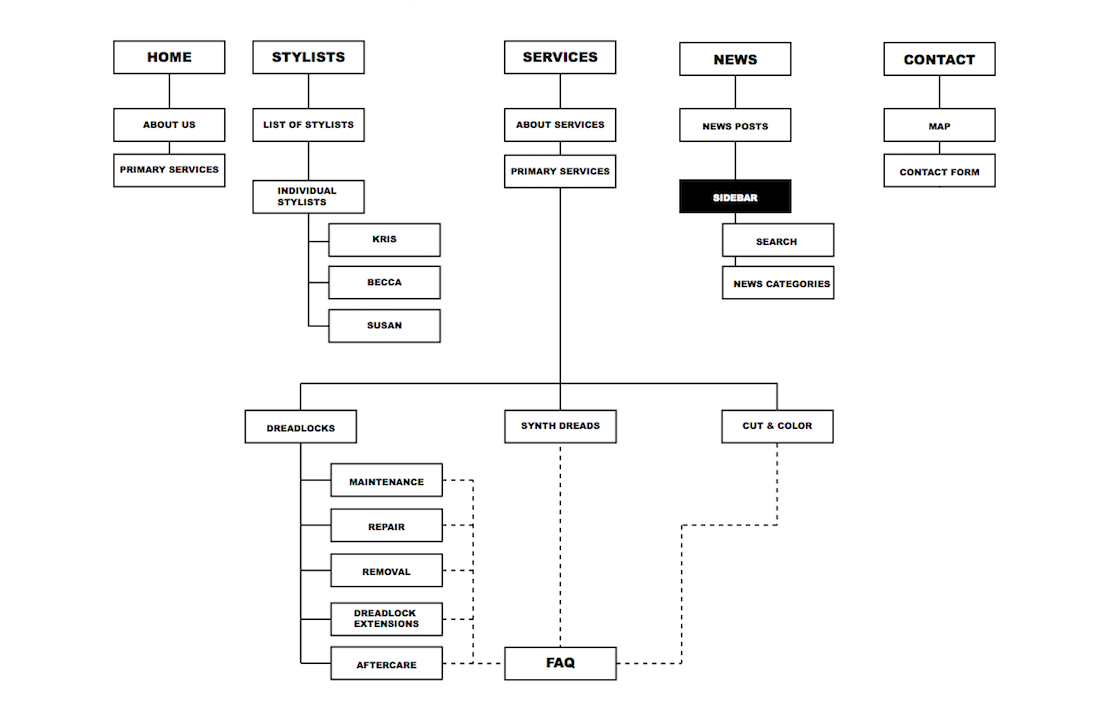 HOME
STYLISTS
SERVICES
NEWS
CONTACT
ABOUT US
LIST OF STYLISTS
ABOUT SERVICES
NEWS POSTS
MAP
PRIMARY SERVICES
PRIMARY SERVICES
CONTACT FORM
INDIVIDUAL
STYLISTS
SIDEBAR
KRIS
SEARCH
BECCA
NEWS CATEGORIES
SUSAN
DREADLOCKS
SYNTH DREADS
CUT & COLOR
MAINTENANCE
REPAIR
REMOVAL
DREADLOCK
EXTENSIONS
AFTERCARE
FAQ